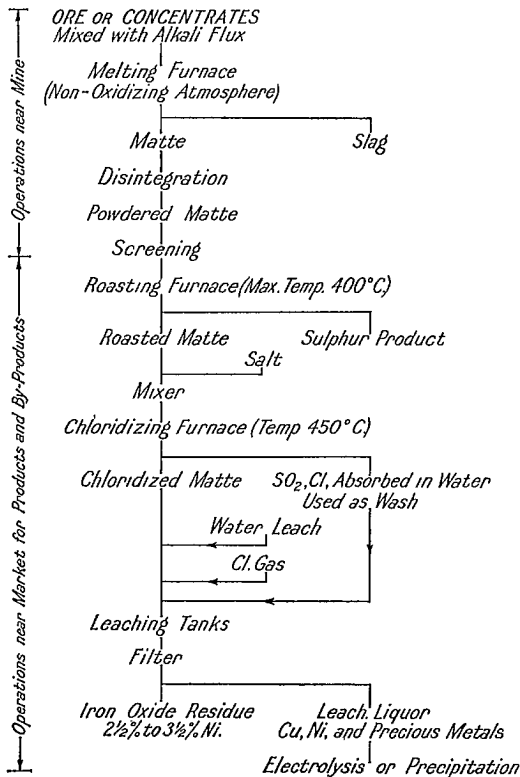 ORE OR CONCENTRATES
Mixed with Alkali Flux
Melting Furnace
(Non-Oxidizing Atmosphere)
Matte
Slag
Disintegration
Powdered Matte
Screening
Operations near Mine
Roasting Furnace (Max. Temp. 400°C)
Roasted Matte
Sulphur Product
Salt
Mixer
Chloridizing Furnace (Temp 450°C)
Chloridized Matte
SO₂, Cl, Absorbed in Water
Used as Wash
Water Leach
Cl. Gas
Leaching Tanks
Filter
Iron Oxide Residue
2½% to 3½% Ni.
Leach. Liquor
Cu, Ni, and Precious Metals
Electrolysis or Precipitation
Operations near Market for Products and By-Products